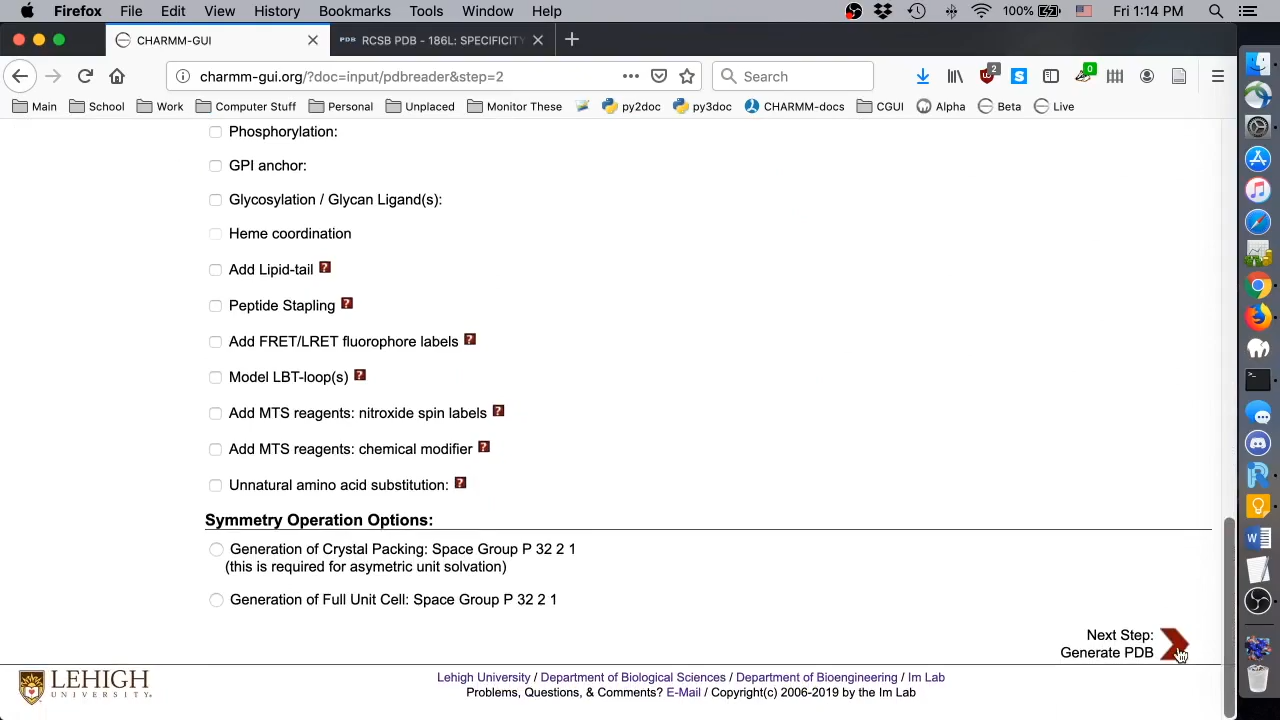 Firefox File Edit View History Bookmarks Tools Window Help 100% Fri 1:14 PM
CHARMM-GUI PDB RCSB PDB - 186L: SPECIFICITY
charmm-gui.org/?doc=input/pdbreader&step=2 Search 2 S 0
Main School Work Computer Stuff Personal Unplaced Monitor These py2doc py3doc CHARMM-docs CGUI Alpha Beta Live
Phosphorylation:
GPI anchor:
Glycosylation / Glycan Ligand(s):
Heme coordination
Add Lipid-tail ?
Peptide Stapling ?
Add FRET/LRET fluorophore labels ?
Model LBT-loop(s) ?
Add MTS reagents: nitroxide spin labels ?
Add MTS reagents: chemical modifier ?
Unnatural amino acid substitution: ?
Symmetry Operation Options:
Generation of Crystal Packing: Space Group P 32 2 1
(this is required for asymetric unit solvation)
Generation of Full Unit Cell: Space Group P 32 2 1
Next Step:
Generate PDB
LEHIGH
UNIVERSITY
Lehigh University / Department of Biological Sciences / Department of Bioengineering / Im Lab
Problems, Questions, & Comments? E-Mail / Copyright(c) 2006-2019 by the Im Lab